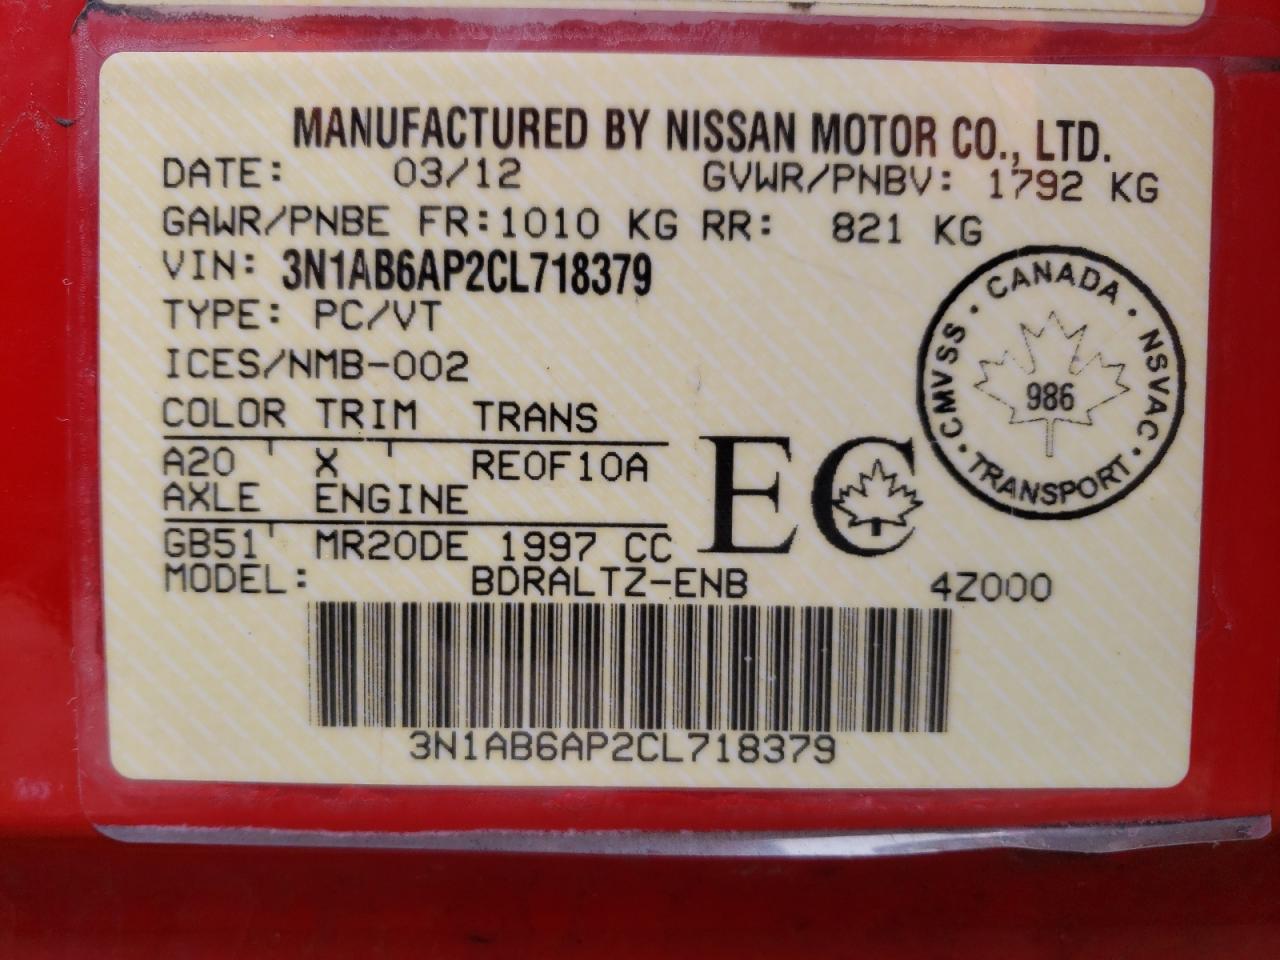 MANUFACTURED BY NISSAN MOTOR CO., LTD.
DATE: 03/12 GVWR/PNBV: 1792 KG
GAWR/PNBE FR:1010 KG RR: 821 KG
VIN: 3N1AB6AP2CL718379
TYPE: PC/VT
ICES/NMB-002
COLOR TRIM TRANS
A20 X RE0F10A
AXLE ENGINE
GB51 MR20DE 1997 CC
MODEL: BDRALTZ-ENB 4Z000
3N1AB6AP2CL718379
EC
CANADA · NSVAC · TRANSPORT · CMVSS ·
986